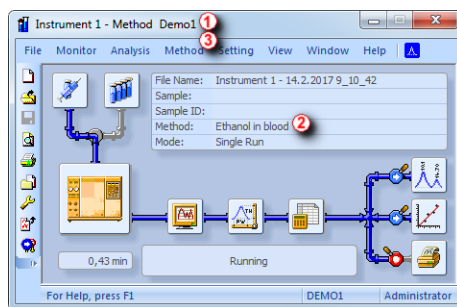 Instrument 1 - Method Demo1 1
3
File Monitor Analysis Method Setting View Window Help
File Name: Instrument 1 - 14.2.2017 9_10_42
Sample:
Sample ID:
Method: Ethanol in blood 2
Mode: Single Run
0,43 min Running
For Help, press F1 DEMO1 Administrator